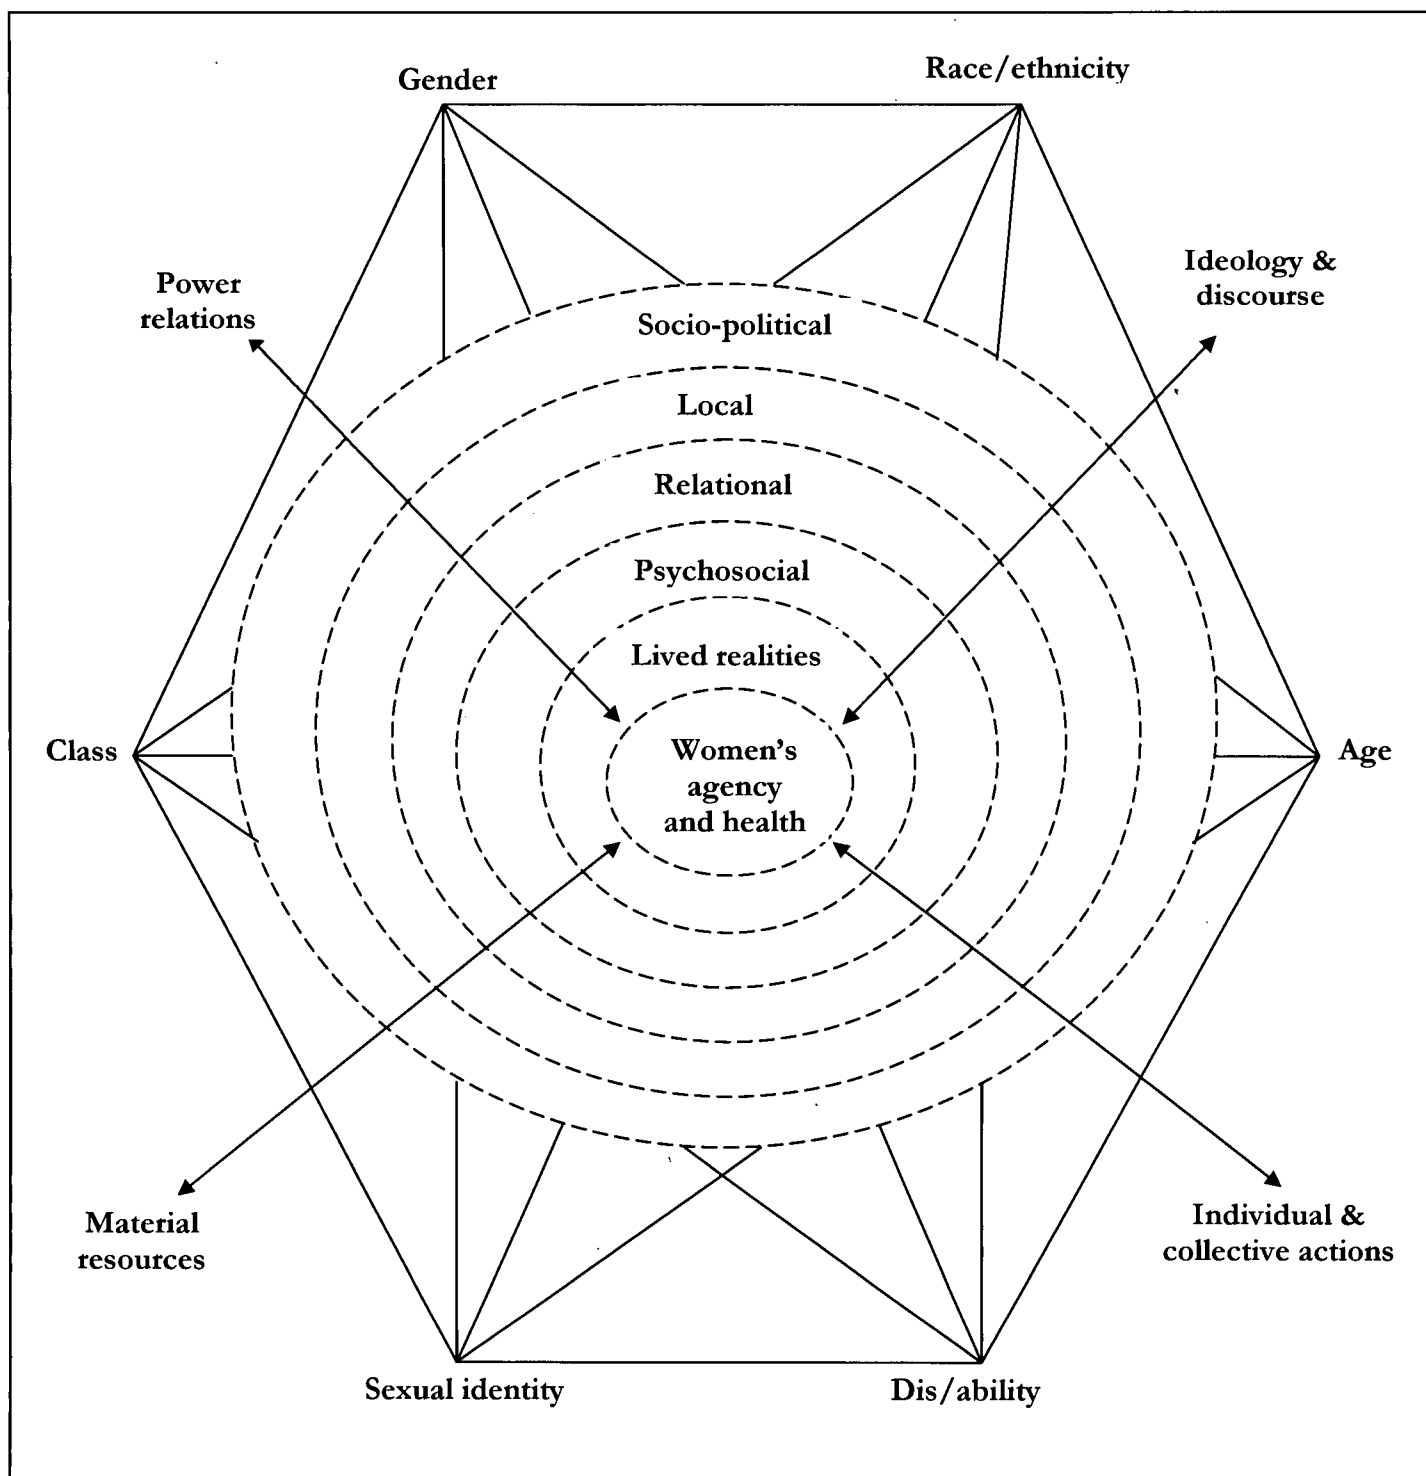 Gender
Race/ethnicity
Power
relations
Ideology &
discourse
Socio-political
Local
Relational
Psychosocial
Lived realities
Class
Women's
agency
and health
Age
Material
resources
Individual &
collective actions
Sexual identity
Dis/ability